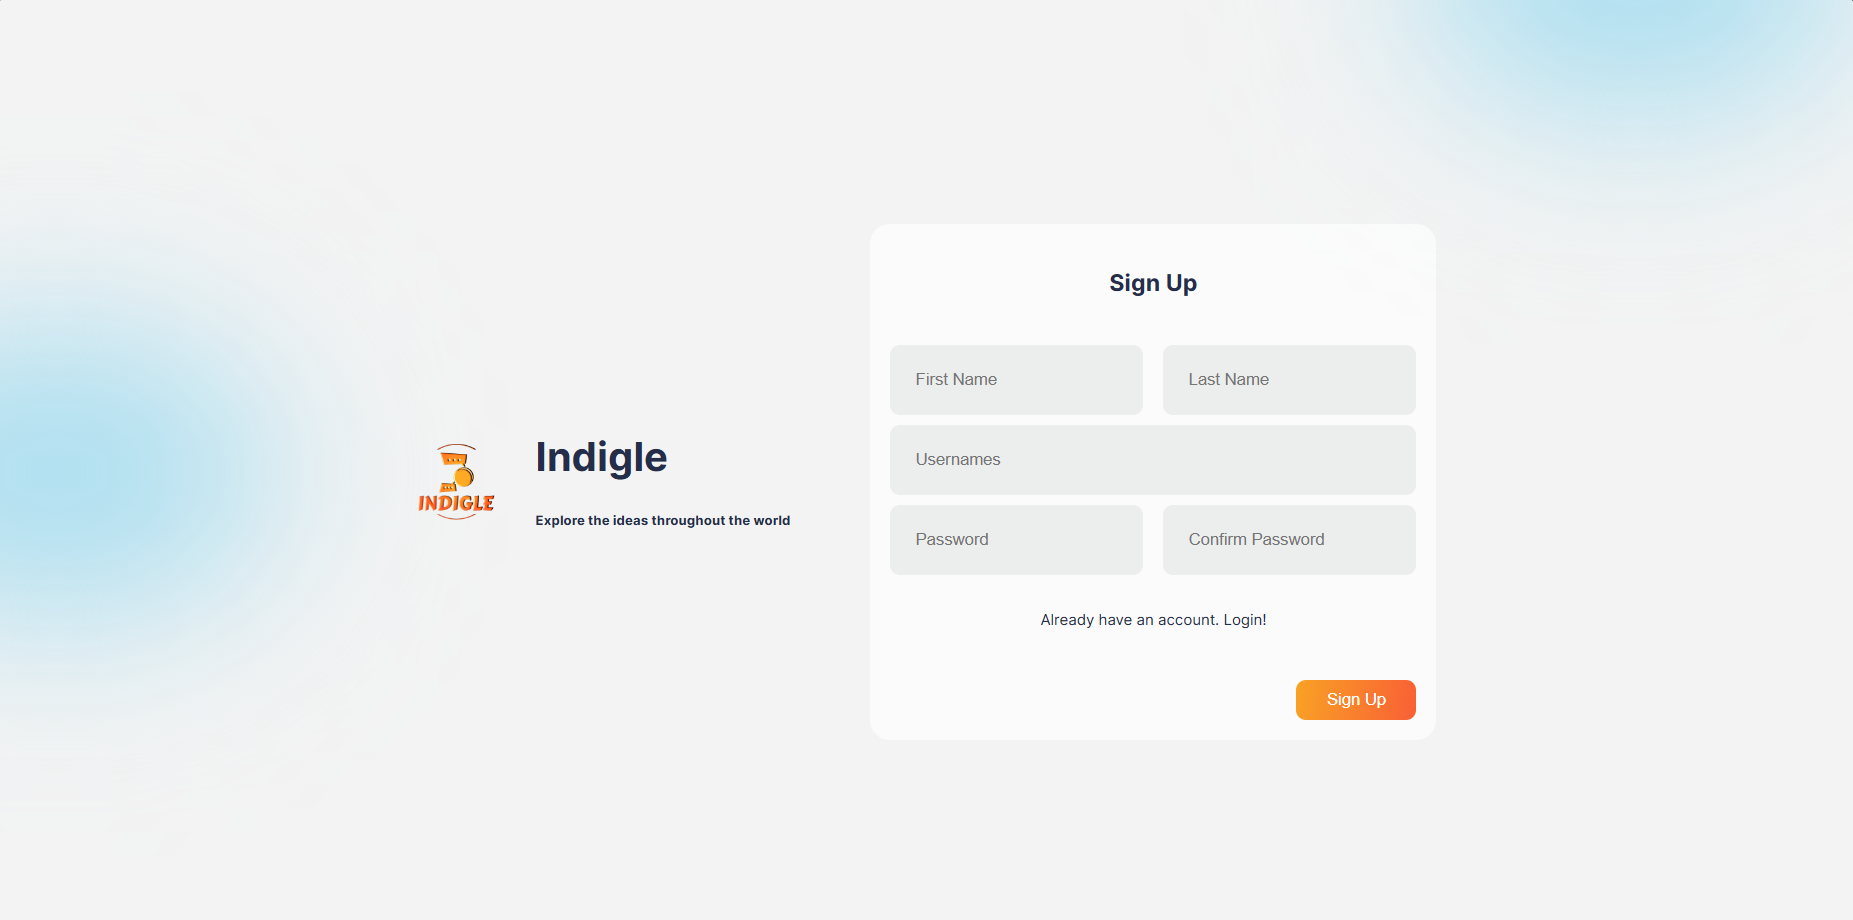 INDIGLE
Indigle
Explore the ideas throughout the world
Sign Up
First Name
Last Name
Usernames
Password
Confirm Password
Already have an account. Login!
Sign Up